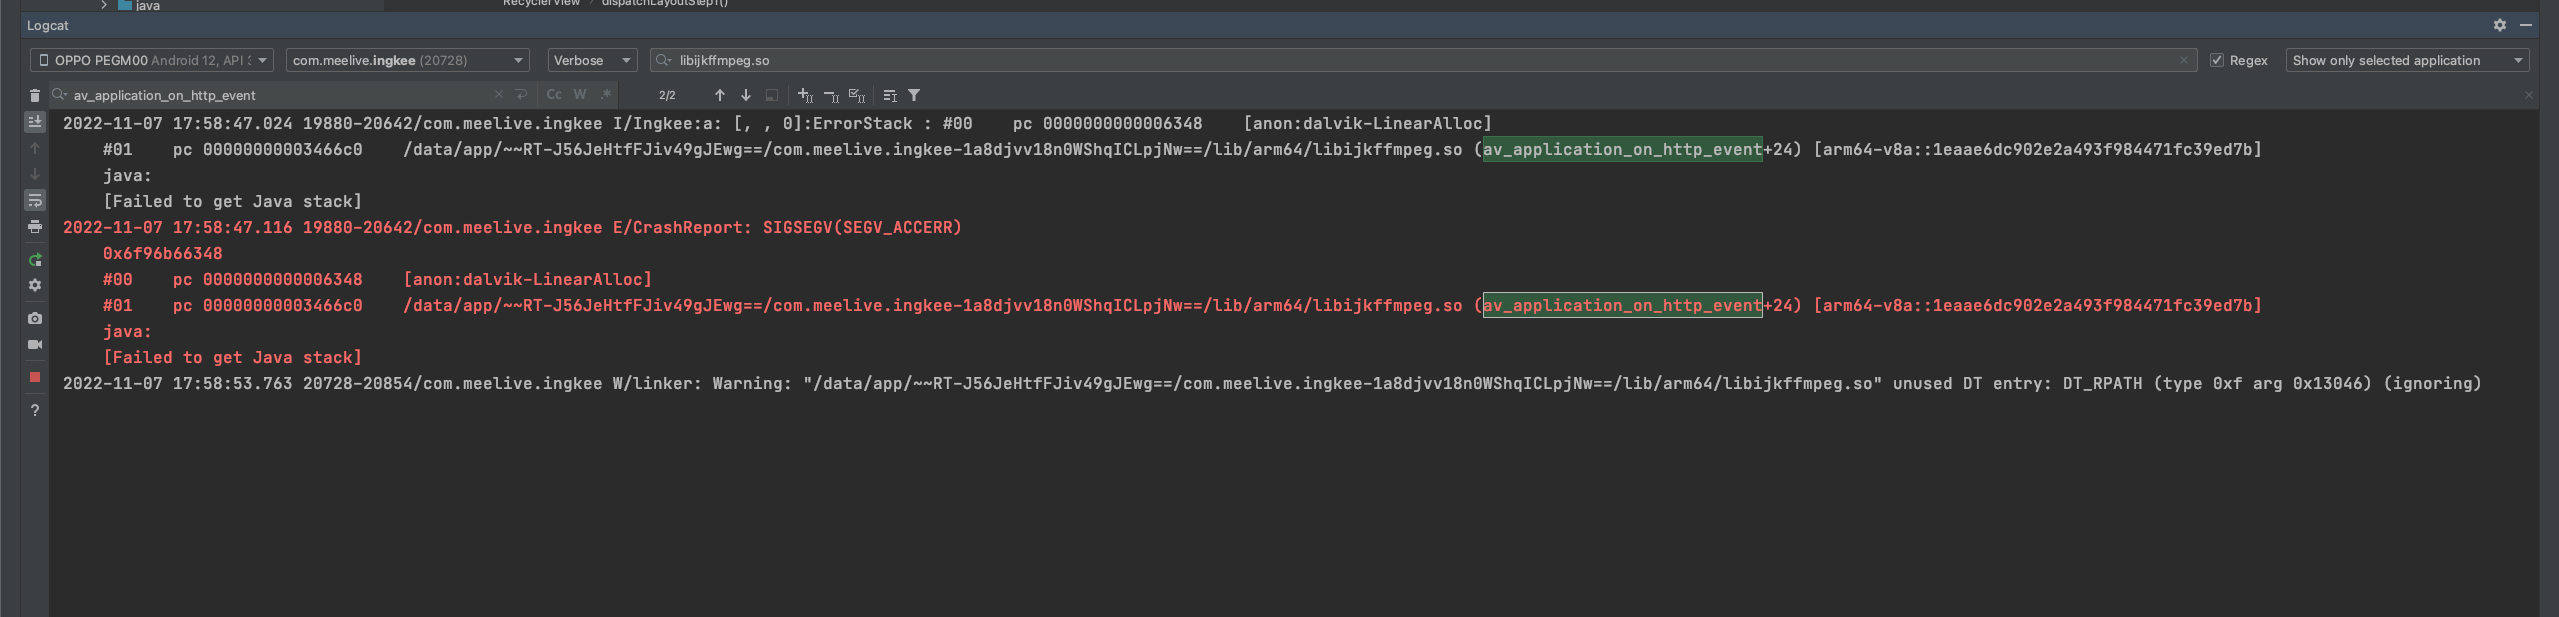 java
RecyclerView › dispatchLayoutStep1()
Logcat
OPPO PEGM00 Android 12, API 3
com.meelive.ingkee (20728)
Verbose
libijkffmpeg.so
Regex
Show only selected application
av_application_on_http_event
Cc W .*
2/2
2022-11-07 17:58:47.024 19880-20642/com.meelive.ingkee I/Ingkee:a: [, , 0]:ErrorStack : #00    pc 0000000000006348    [anon:dalvik-LinearAlloc]
#01    pc 00000000003466c0    /data/app/~~RT-J56JeHtfFJiv49gJEwg==/com.meelive.ingkee-1a8djvv18n0WShqICLpjNw==/lib/arm64/libijkffmpeg.so (av_application_on_http_event+24) [arm64-v8a::1eaae6dc902e2a493f984471fc39ed7b]
java:
[Failed to get Java stack]
2022-11-07 17:58:47.116 19880-20642/com.meelive.ingkee E/CrashReport: SIGSEGV(SEGV_ACCERR)
0x6f96b66348
#00    pc 0000000000006348    [anon:dalvik-LinearAlloc]
#01    pc 00000000003466c0    /data/app/~~RT-J56JeHtfFJiv49gJEwg==/com.meelive.ingkee-1a8djvv18n0WShqICLpjNw==/lib/arm64/libijkffmpeg.so (av_application_on_http_event+24) [arm64-v8a::1eaae6dc902e2a493f984471fc39ed7b]
java:
[Failed to get Java stack]
2022-11-07 17:58:53.763 20728-20854/com.meelive.ingkee W/linker: Warning: "/data/app/~~RT-J56JeHtfFJiv49gJEwg==/com.meelive.ingkee-1a8djvv18n0WShqICLpjNw==/lib/arm64/libijkffmpeg.so" unused DT entry: DT_RPATH (type 0xf arg 0x13046) (ignoring)